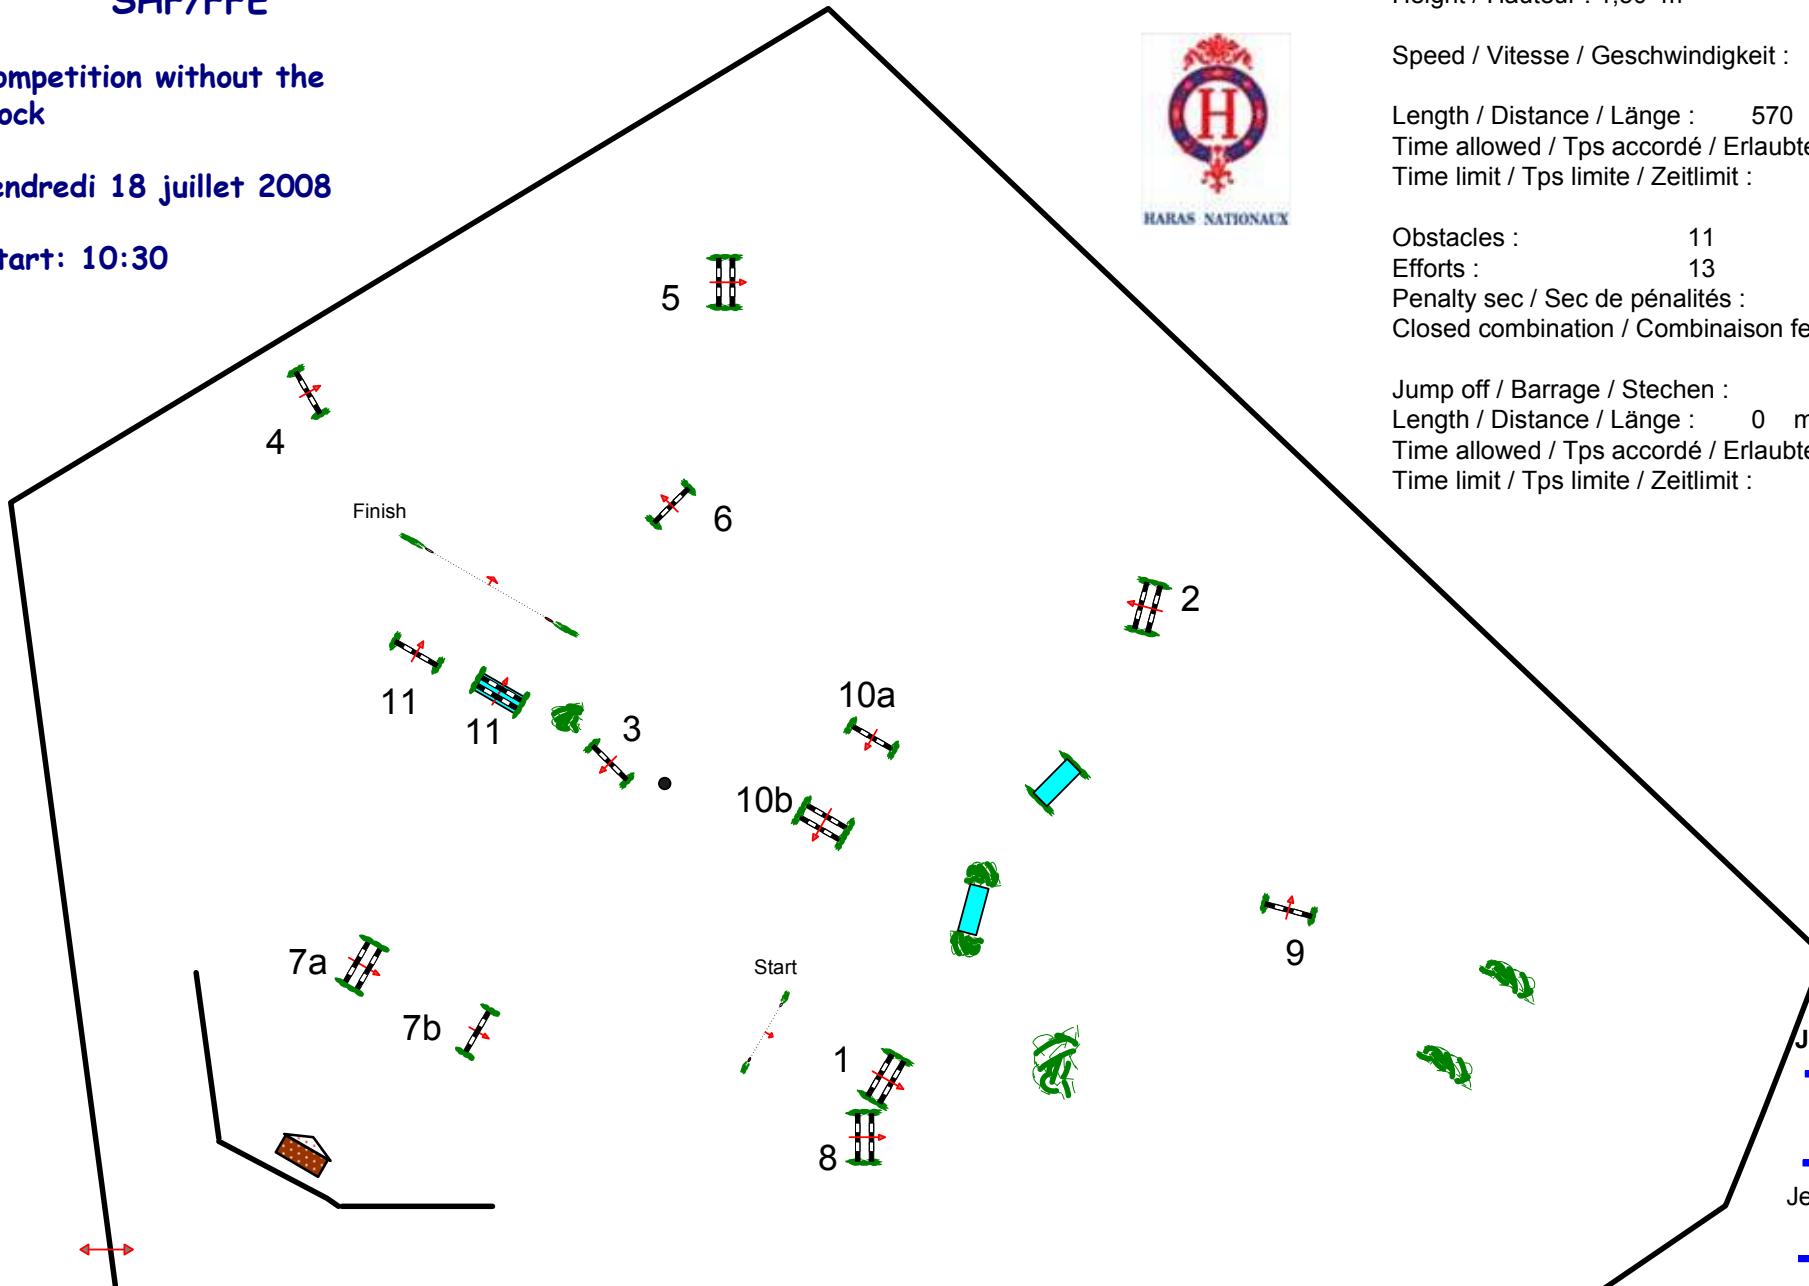 SHF/FFE
ompetition without the
ock
endredi 18 juillet 2008
tart: 10:30
HARAS NATIONAUX
H
Speed / Vitesse / Geschwindigkeit :
Length / Distance / Länge : 570
Time allowed / Tps accordé / Erlaubte
Time limit / Tps limite / Zeitlimit :
Obstacles : 11
Efforts : 13
Penalty sec / Sec de pénalités :
Closed combination / Combinaison fe
Jump off / Barrage / Stechen :
Length / Distance / Länge : 0 m
Time allowed / Tps accordé / Erlaubte
Time limit / Tps limite / Zeitlimit :
5
4
6
Finish
2
11
11
3
10a
10b
7a
7b
Start
1
8
9
J
Je